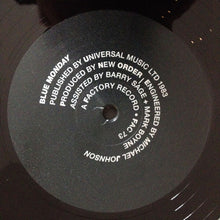 BLUE MONDAY
PUBLISHED BY UNIVERSAL MUSIC LTD 1983
PRODUCED BY NEW ORDER • ENGINEERED BY MICHAEL JOHNSON
ASSISTED BY BARRY SAGE + MARK BOYNE
A FACTORY RECORD • FAC 73